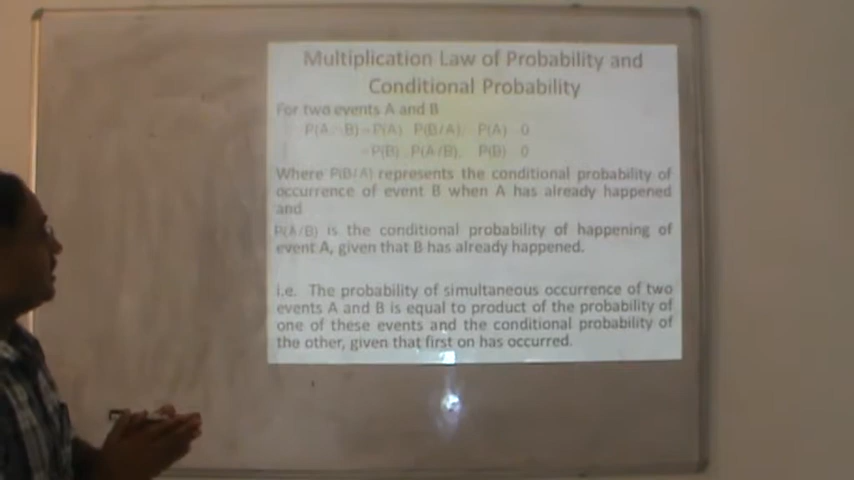 Multiplication Law of Probability and
Conditional Probability
For two events A and B
P(A B) = P(A) P(B/A), P(A) 0
=P(B) P(A/B), P(B) 0
Where P(B/A) represents the conditional probability of
occurrence of event B when A has already happened
and
P(A/B) is the conditional probability of happening of
event A, given that B has already happened.
i.e. The probability of simultaneous occurrence of two
events A and B is equal to product of the probability of
one of these events and the conditional probability of
the other, given that first on has occurred.